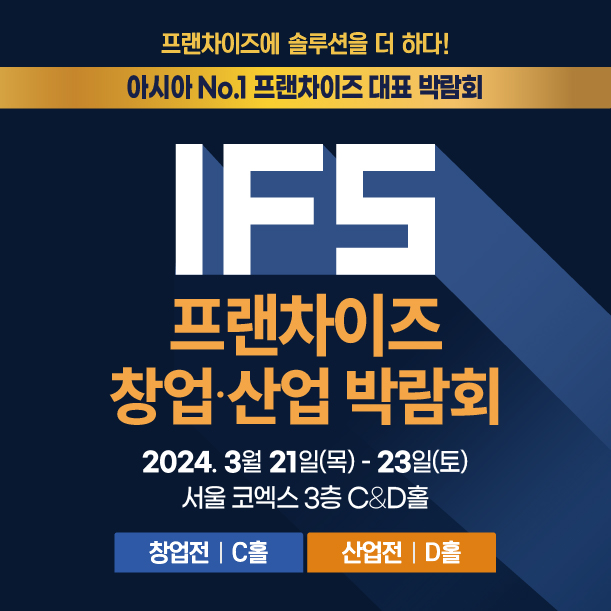 프랜차이즈에 솔루션을 더 하다!
아시아 No.1 프랜차이즈 대표 박람회
IFS
프랜차이즈
창업·산업 박람회
2024. 3월 21일(목) - 23일(토)
서울 코엑스 3층 C&D홀
창업전 | C홀
산업전 | D홀